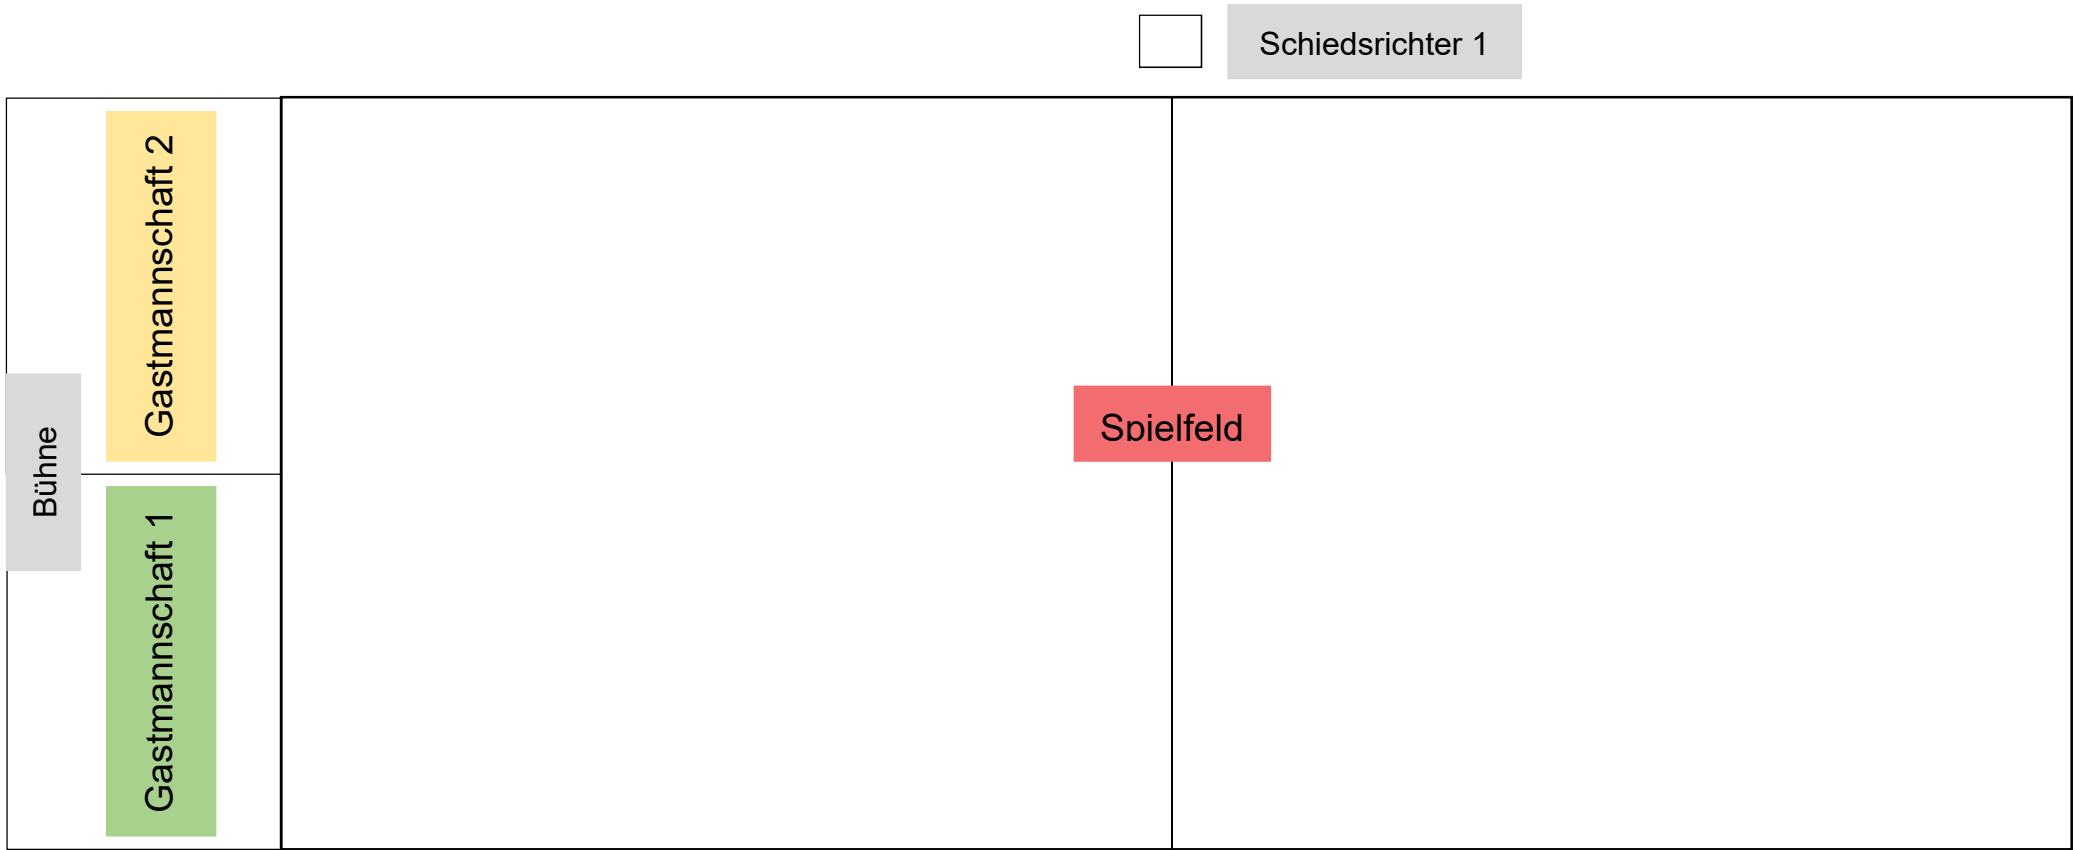 Schiedsrichter 1
Gastmannschaft 2
Spielfeld
Bühne
Gastmannschaft 1